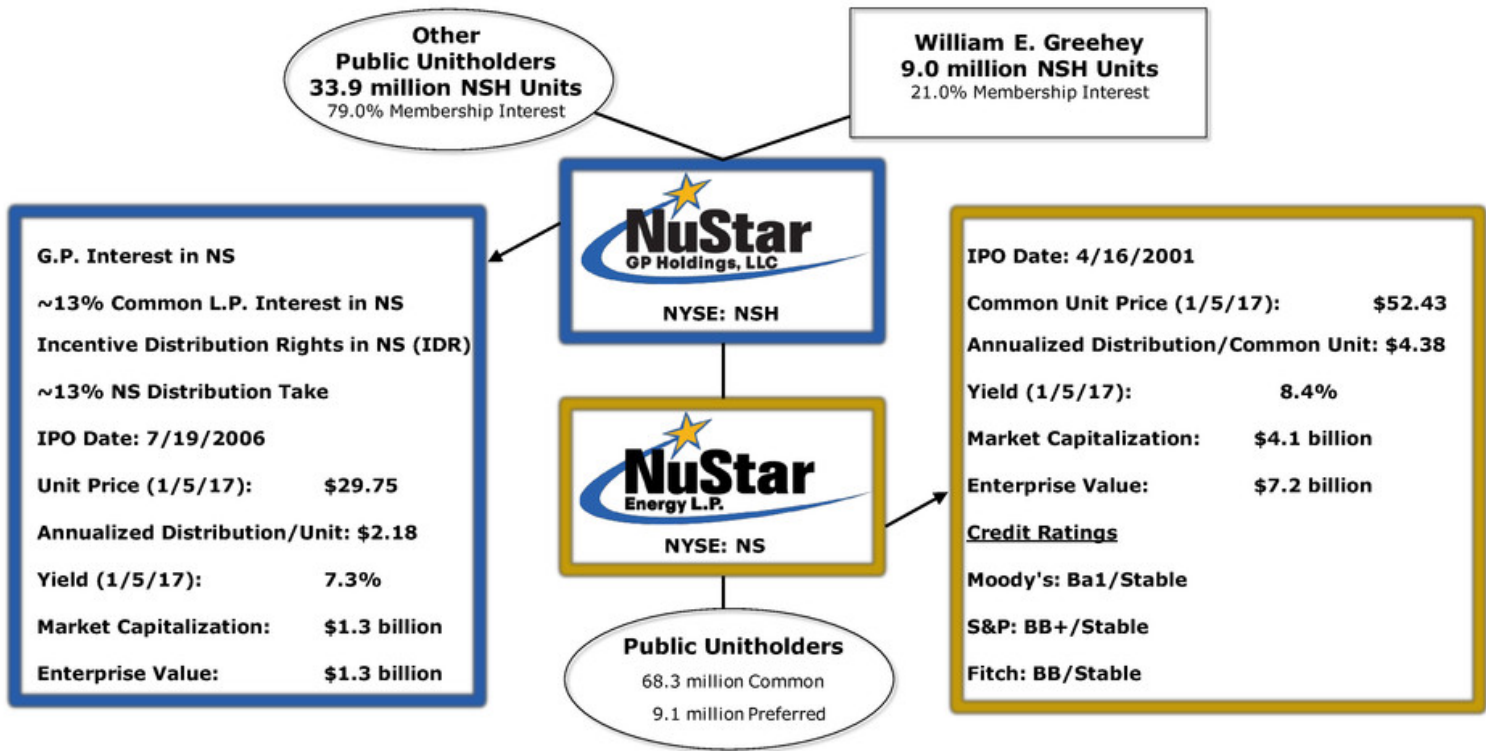 Other
Public Unitholders
33.9 million NSH Units
79.0% Membership Interest
William E. Greehey
9.0 million NSH Units
21.0% Membership Interest
NuStar
GP Holdings, LLC
NYSE: NSH
G.P. Interest in NS
~13% Common L.P. Interest in NS
Incentive Distribution Rights in NS (IDR)
~13% NS Distribution Take
IPO Date: 7/19/2006
Unit Price (1/5/17): $29.75
Annualized Distribution/Unit: $2.18
Yield (1/5/17): 7.3%
Market Capitalization: $1.3 billion
Enterprise Value: $1.3 billion
NuStar
Energy L.P.
NYSE: NS
IPO Date: 4/16/2001
Common Unit Price (1/5/17): $52.43
Annualized Distribution/Common Unit: $4.38
Yield (1/5/17): 8.4%
Market Capitalization: $4.1 billion
Enterprise Value: $7.2 billion
Credit Ratings
Moody's: Ba1/Stable
S&P: BB+/Stable
Fitch: BB/Stable
Public Unitholders
68.3 million Common
9.1 million Preferred